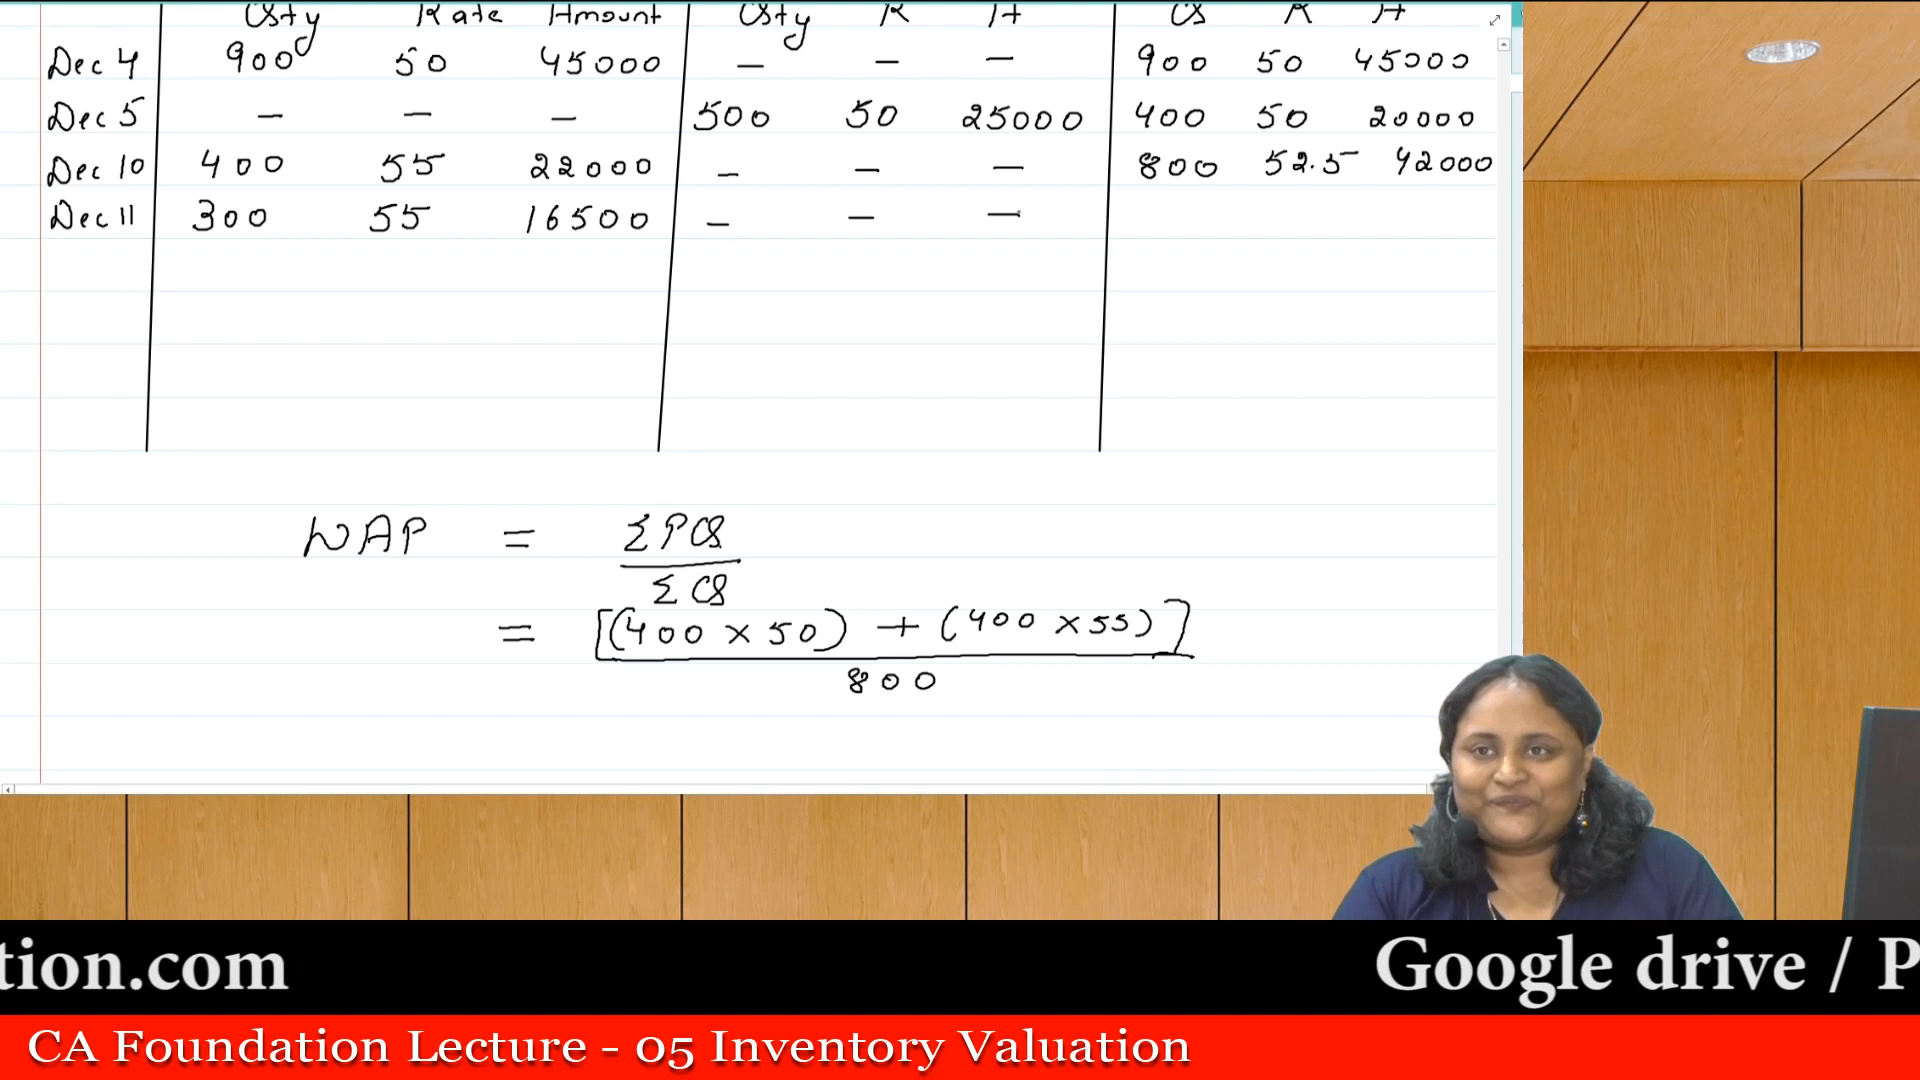 Qty Rate Amount Qty R A Q R A
Dec 4 900 50 45000 — — — 900 50 45000
Dec 5 — — — 500 50 25000 400 50 20000
Dec 10 400 55 22000 — — — 800 52.5 42000
Dec 11 300 55 16500 — — —
WAP = ΣPQ
ΣQ
= [(400 × 50) + (400 × 55)]
800
tion.com Google drive / P
CA Foundation Lecture - 05 Inventory Valuation